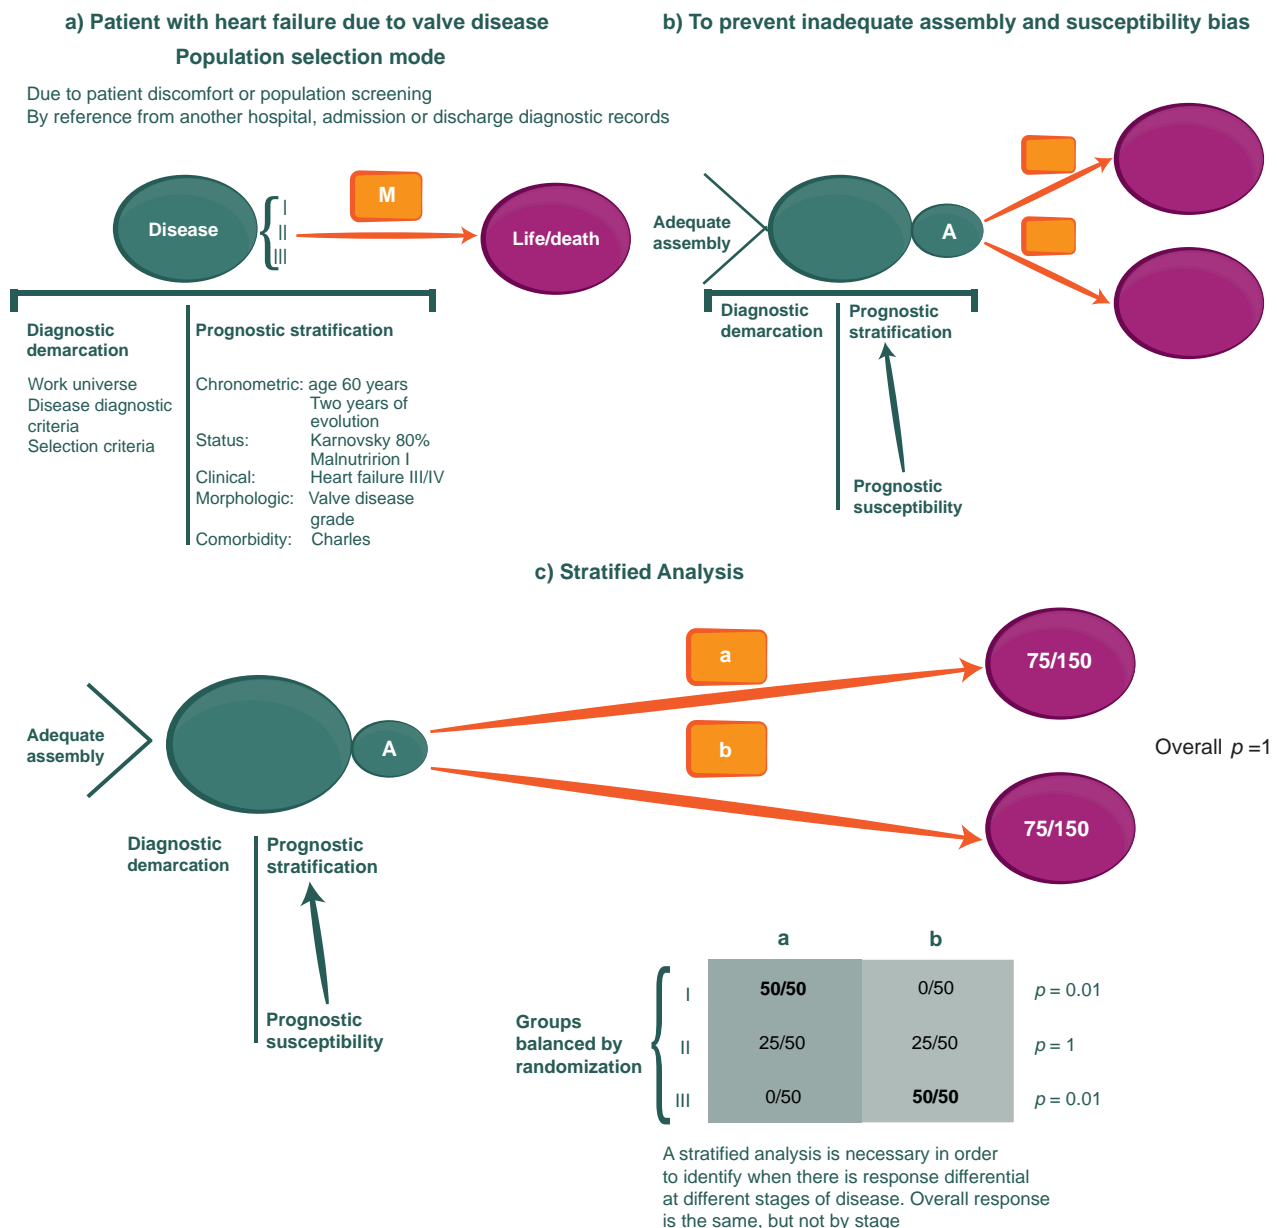 a) Patient with heart failure due to valve disease
Population selection mode
Due to patient discomfort or population screening
By reference from another hospital, admission or discharge diagnostic records
Disease
I
II
III
M
Life/death
Diagnostic
demarcation
Work universe
Disease diagnostic
criteria
Selection criteria
Prognostic stratification
Chronometric: age 60 years
Two years of
evolution
Status: Karnovsky 80%
Malnutririon I
Clinical: Heart failure III/IV
Morphologic: Valve disease
grade
Comorbidity: Charles
b) To prevent inadequate assembly and susceptibility bias
Adequate
assembly
A
Diagnostic
demarcation
Prognostic
stratification
Prognostic
susceptibility
c) Stratified Analysis
Adequate
assembly
A
a
b
75/150
75/150
Overall p =1
Diagnostic
demarcation
Prognostic
stratification
Prognostic
susceptibility
Groups
balanced by
randomization
a b
I 50/50 0/50 p = 0.01
II 25/50 25/50 p = 1
III 0/50 50/50 p = 0.01
A stratified analysis is necessary in order
to identify when there is response differential
at different stages of disease. Overall response
is the same, but not by stage